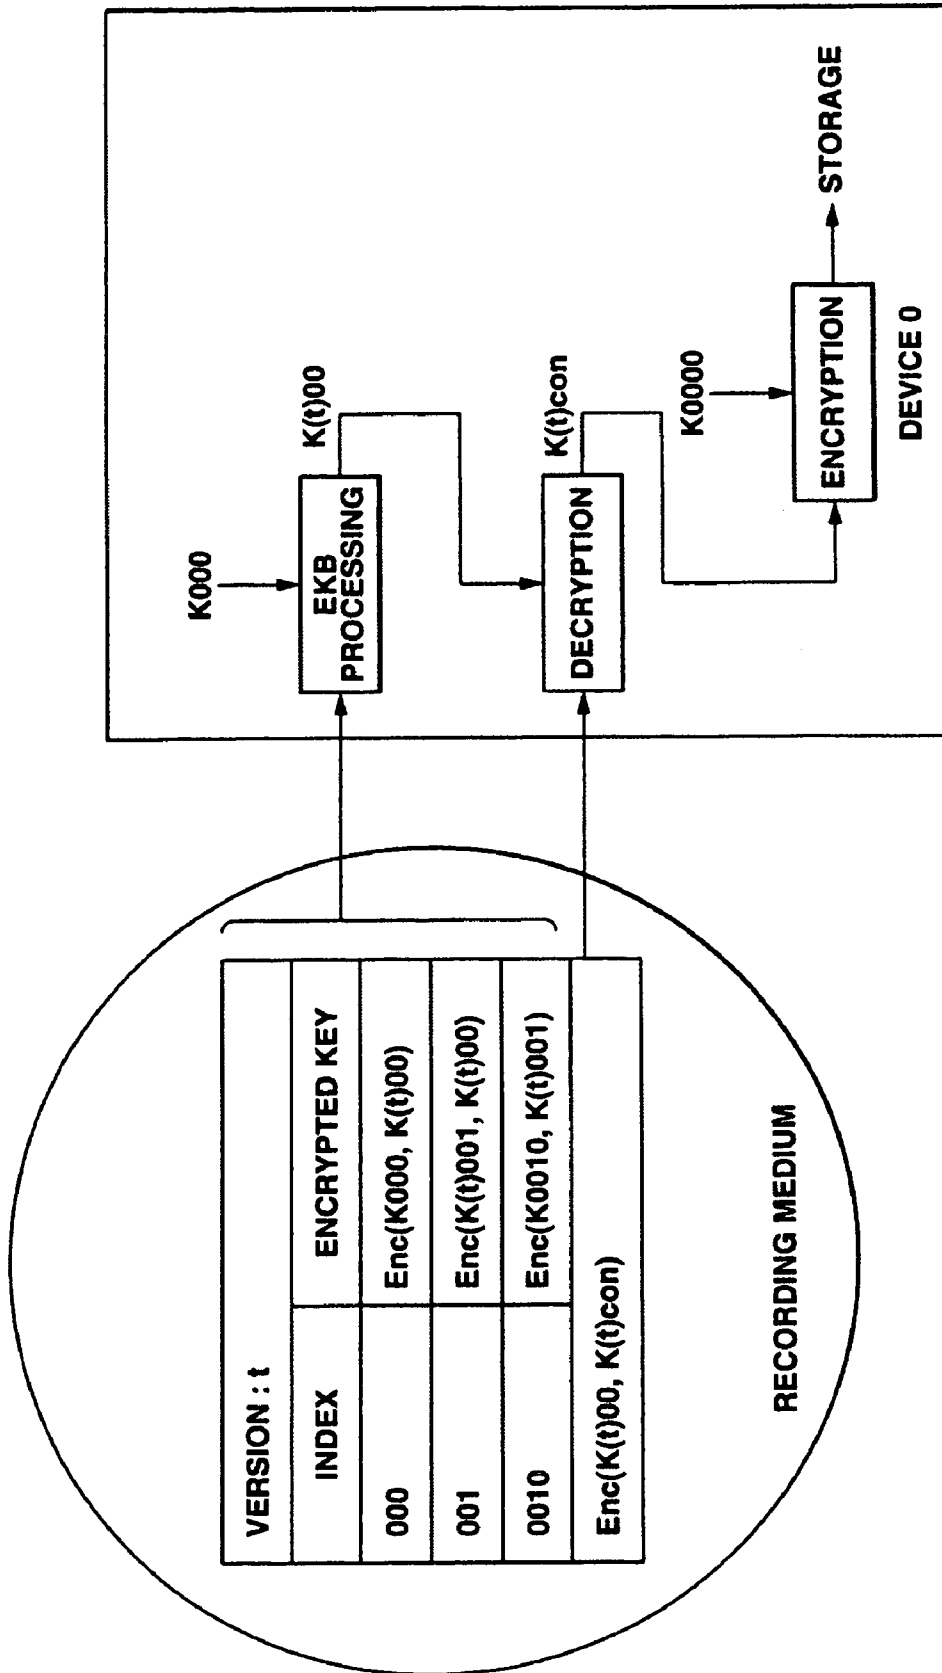 VERSION : t
INDEX
ENCRYPTED KEY
000
Enc(K000, K(t)00)
001
Enc(K(t)001, K(t)00)
0010
Enc(K0010, K(t)001)
Enc(K(t)00, K(t)con)
RECORDING MEDIUM
K000
EKB
PROCESSING
K(t)00
DECRYPTION
K(t)con
K0000
ENCRYPTION
STORAGE
DEVICE 0